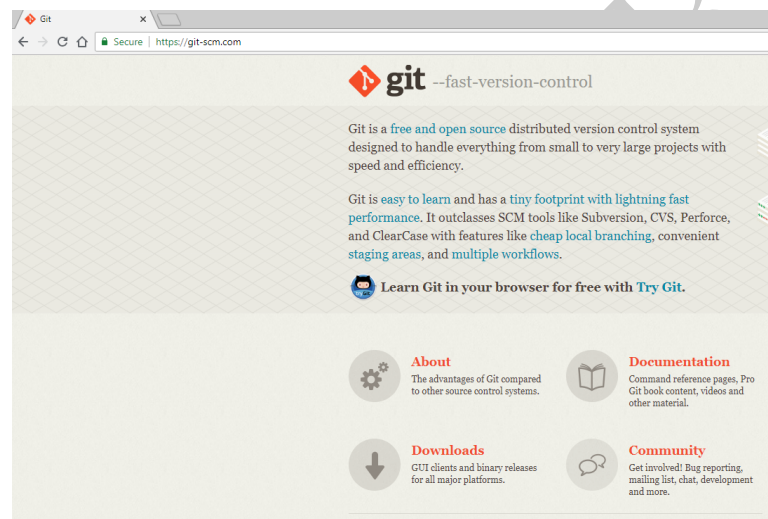 Git
Secure | https://git-scm.com
git --fast-version-control
Git is a free and open source distributed version control system
designed to handle everything from small to very large projects with
speed and efficiency.
Git is easy to learn and has a tiny footprint with lightning fast
performance. It outclasses SCM tools like Subversion, CVS, Perforce,
and ClearCase with features like cheap local branching, convenient
staging areas, and multiple workflows.
Learn Git in your browser for free with Try Git.
About
The advantages of Git compared
to other source control systems.
Documentation
Command reference pages, Pro
Git book content, videos and
other material.
Downloads
GUI clients and binary releases
for all major platforms.
Community
Get involved! Bug reporting,
mailing list, chat, development
and more.